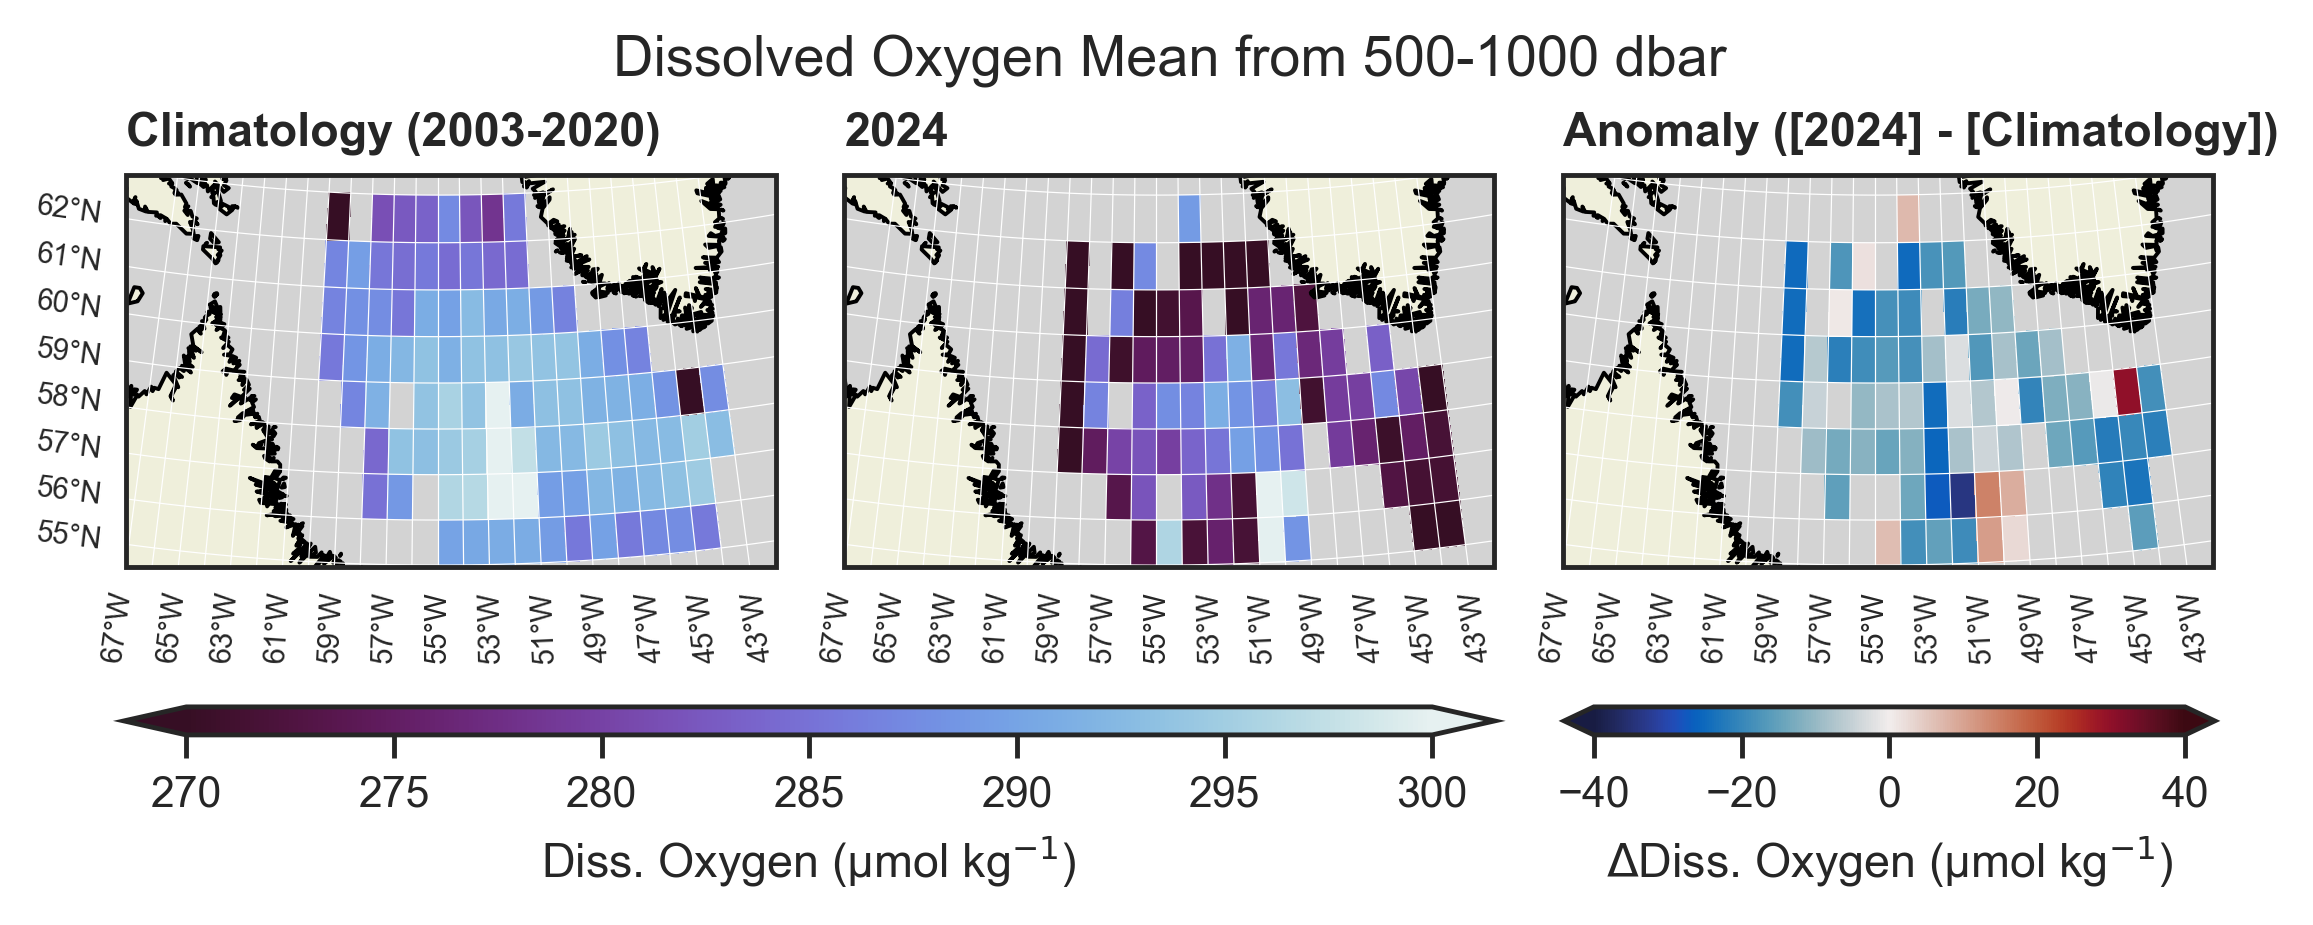 Dissolved Oxygen Mean from 500-1000 dbar
Climatology (2003-2020)
2024
Anomaly ([2024] - [Climatology])
62°N
61°N
60°N
59°N
58°N
57°N
56°N
55°N
67°W 65°W 63°W 61°W 59°W 57°W 55°W 53°W 51°W 49°W 47°W 45°W 43°W
67°W 65°W 63°W 61°W 59°W 57°W 55°W 53°W 51°W 49°W 47°W 45°W 43°W
67°W 65°W 63°W 61°W 59°W 57°W 55°W 53°W 51°W 49°W 47°W 45°W 43°W
270 275 280 285 290 295 300
Diss. Oxygen (µmol kg⁻¹)
−40 −20 0 20 40
ΔDiss. Oxygen (µmol kg⁻¹)